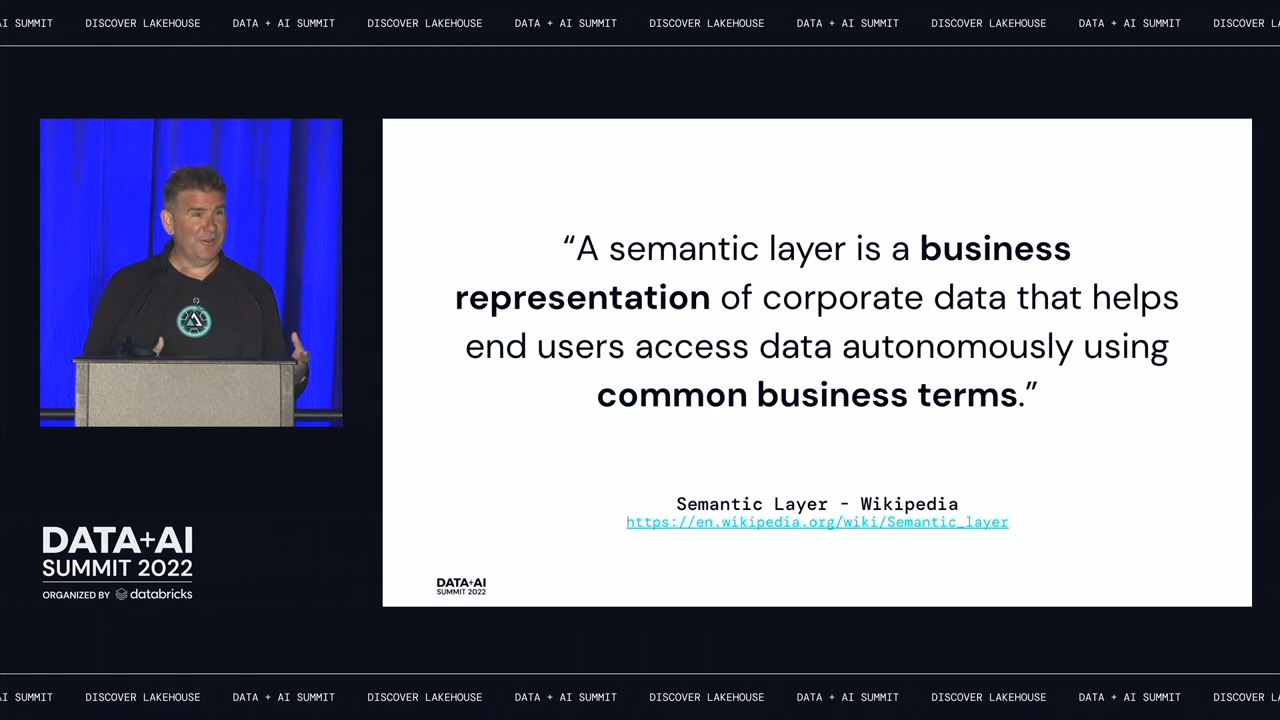 AI SUMMIT DISCOVER LAKEHOUSE DATA + AI SUMMIT DISCOVER LAKEHOUSE DATA + AI SUMMIT DISCOVER LAKEHOUSE DATA + AI SUMMIT DISCOVER LAKEHOUSE DATA + AI SUMMIT DISCOVER LA
“A semantic layer is a business
representation of corporate data that helps
end users access data autonomously using
common business terms.”
Semantic Layer - Wikipedia
https://en.wikipedia.org/wiki/Semantic_layer
DATA+AI
SUMMIT 2022
DATA+AI
SUMMIT 2022
ORGANIZED BY databricks
AI SUMMIT DISCOVER LAKEHOUSE DATA + AI SUMMIT DISCOVER LAKEHOUSE DATA + AI SUMMIT DISCOVER LAKEHOUSE DATA + AI SUMMIT DISCOVER LAKEHOUSE DATA + AI SUMMIT DISCOVER LA